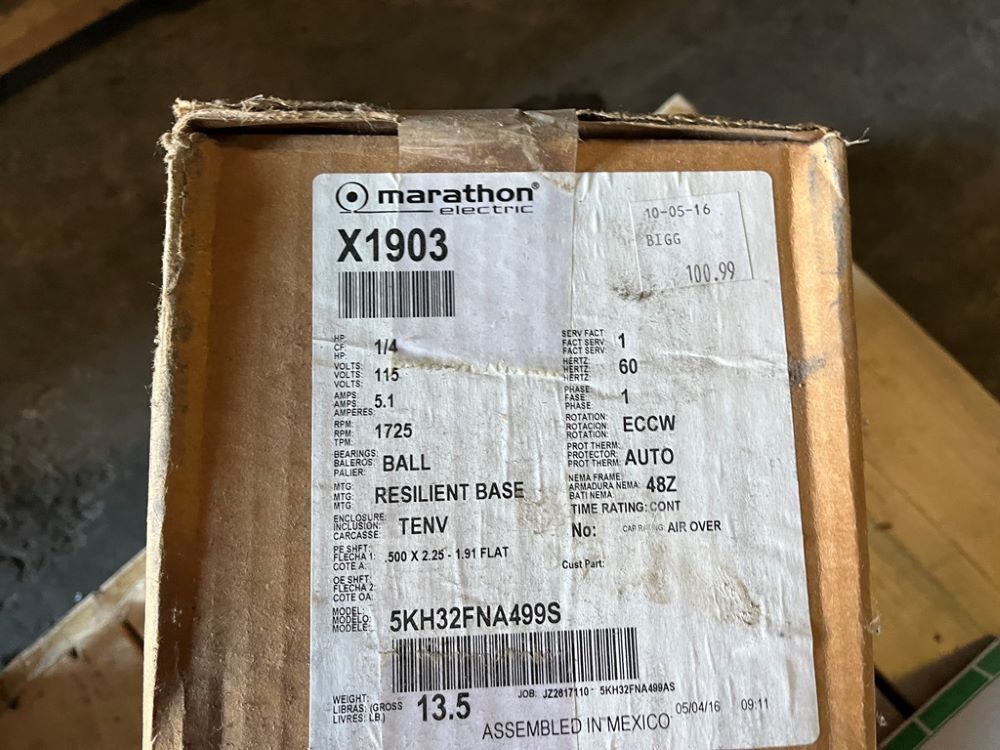 marathon®
electric
X1903
10-05-16
BIGG
100.99
HP:
CF:
HP:
1/4
VOLTS:
VOLTS:
VOLTS:
115
AMPS:
AMPS:
AMPÈRES:
5.1
RPM:
RPM:
TPM:
1725
BEARINGS:
BALEROS:
PALIER:
BALL
MTG:
MTG:
MTG:
RESILIENT BASE
ENCLOSURE:
INCLUSIÓN:
CARCASSE:
TENV
PE SHFT:
FLECHA 1:
COTE A:
.500 X 2.25 - 1.91 FLAT
OE SHFT:
FLECHA 2:
COTE OA:
MODEL:
MODELO:
MODÈLE:
5KH32FNA499S
SERV FACT:
FACT SERV:
FACT SERV:
1
HERTZ:
HERTZ:
HERTZ:
60
PHASE:
FASE:
PHASE:
1
ROTATION:
ROTACION:
ROTATION:
ECCW
PROT THERM:
PROTECTOR:
PROT THERM:
AUTO
NEMA FRAME:
ARMADURA NEMA:
BATI NEMA:
48Z
TIME RATING: CONT
No:
CAP RATING: AIR OVER
Cust Part:
JOB: JZ2617110 5KH32FNA499AS
WEIGHT:
LIBRAS: (GROSS
LIVRES: LB.)
13.5
05/04/16 09:11
ASSEMBLED IN MEXICO